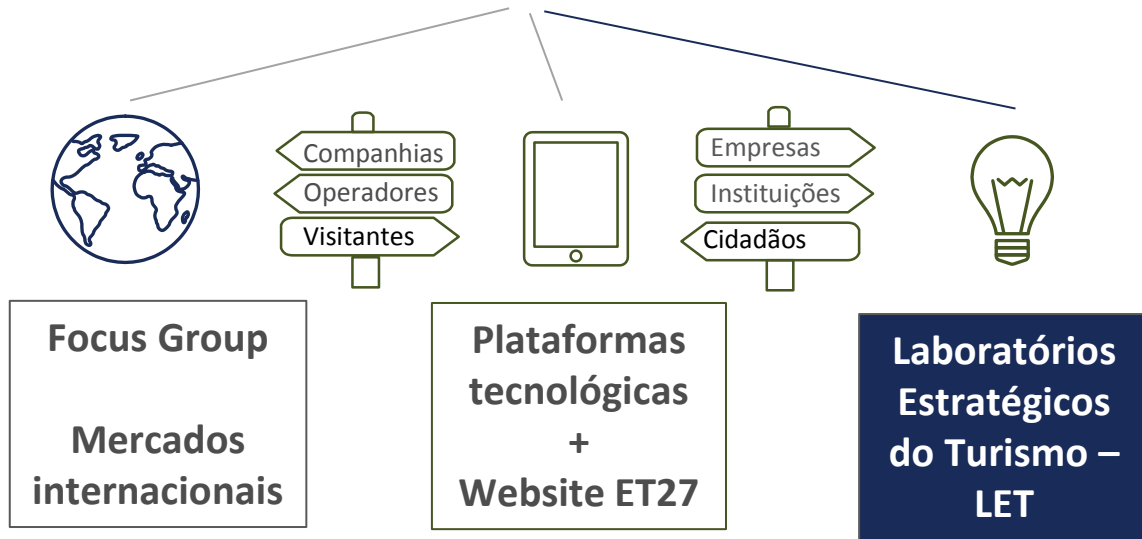 Companhias
Operadores
Visitantes
Empresas
Instituições
Cidadãos
Focus Group
Mercados
internacionais
Plataformas
tecnológicas
+
Website ET27
Laboratórios
Estratégicos
do Turismo –
LET